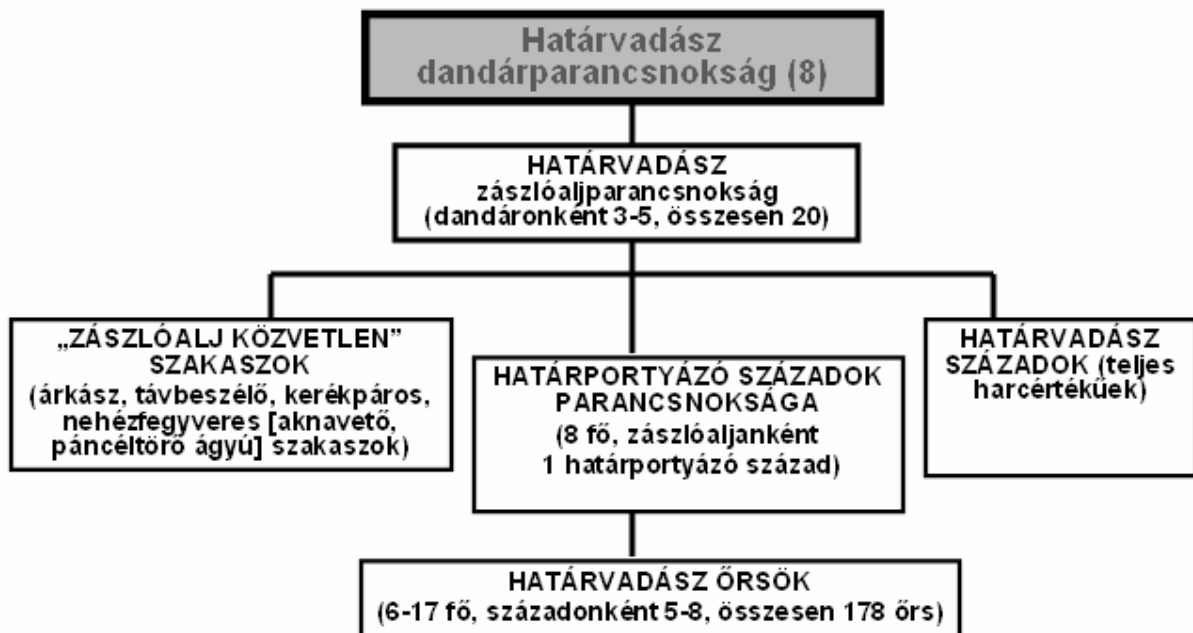 Határvadász
dandárparancsnokság (8)
HATÁRVADÁSZ
zászlóaljparancsnokság
(dandáronként 3-5, összesen 20)
„ZÁSZLÓALJ KÖZVETLEN”
SZAKASZOK
(árkász, távbeszélő, kerékpáros,
nehézfegyveres [aknavető,
páncéltörő ágyú] szakaszok)
HATÁRPORTYÁZÓ SZÁZADOK
PARANCSNOKSÁGA
(8 fő, zászlóaljanként
1 határportyázó század)
HATÁRVADÁSZ
SZÁZADOK (teljes
harcértékűek)
HATÁRVADÁSZ ŐRSÖK
(6-17 fő, századonként 5-8, összesen 178 őrs)